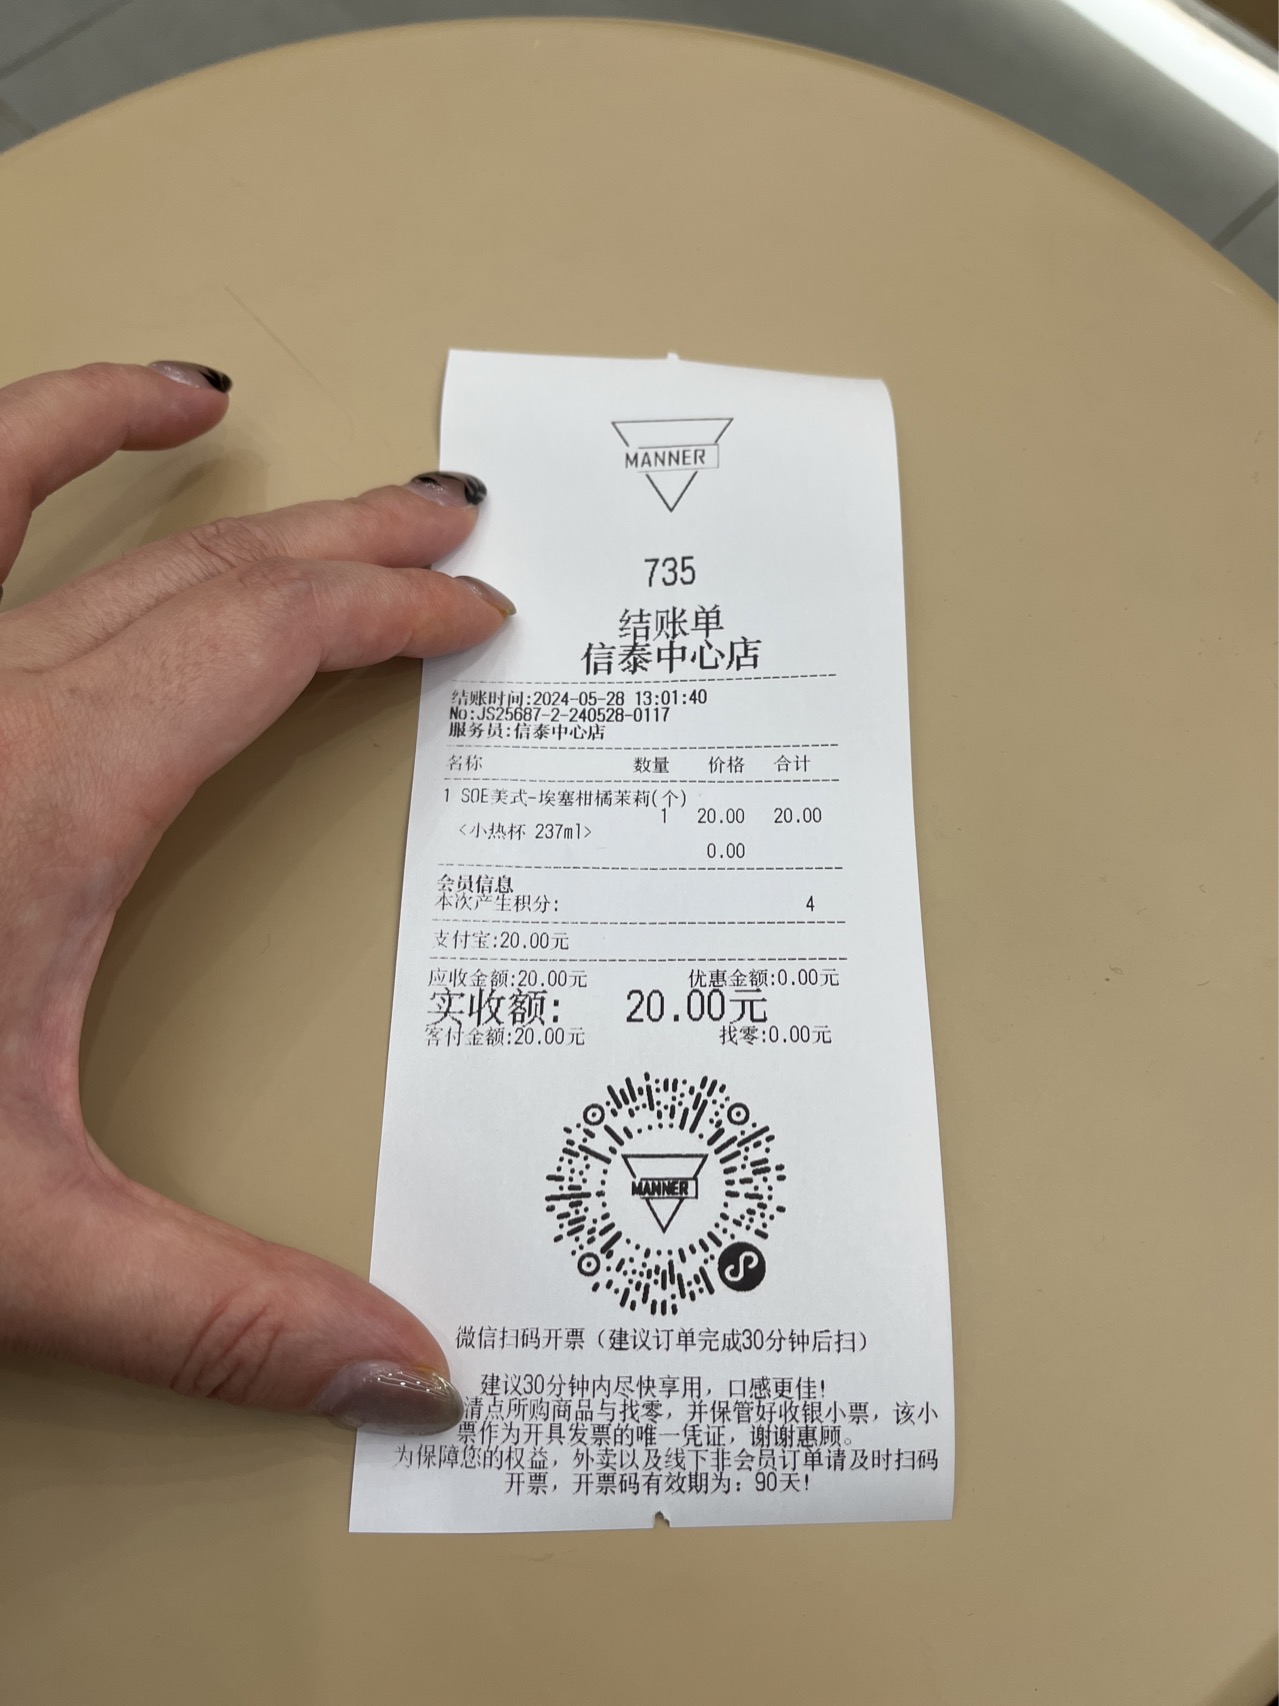 MANNER
735
结账单
信泰中心店
结账时间:2024-05-28 13:01:40
No:JS25687-2-240528-0117
服务员:信泰中心店
名称 数量 价格 合计
1 SOE美式-埃塞柑橘茉莉(个)
1 20.00 20.00
<小热杯 237ml>
0.00
会员信息
本次产生积分: 4
支付宝:20.00元
应收金额:20.00元 优惠金额:0.00元
实收额: 20.00元
客付金额:20.00元 找零:0.00元
MANNER
微信扫码开票（建议订单完成30分钟后扫）
建议30分钟内尽快享用，口感更佳!
清点所购商品与找零，并保管好收银小票，该小
票作为开具发票的唯一凭证，谢谢惠顾。
为保障您的权益，外卖以及线下非会员订单请及时扫码
开票，开票码有效期为：90天!